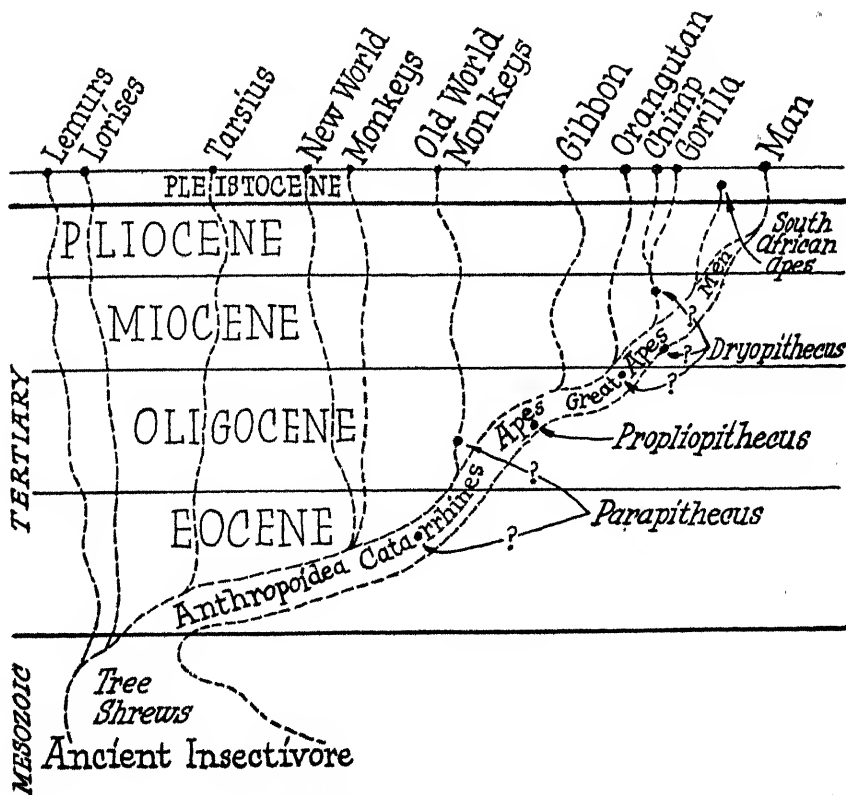 Lemurs
Lorises
Tarsius
New World
Monkeys
Old World
Monkeys
Gibbon
Orangutan
Chimp
Gorilla
Man
PLEISTOCENE
PLIOCENE
South
African
Apes
Men
MIOCENE
?
Dryopithecus
?
?
Great Apes
TERTIARY
OLIGOCENE
Apes
Propliopithecus
?
Parapithecus
?
EOCENE
Anthropoidea Catarrhines
MESOZOIC
Tree
Shrews
Ancient Insectivore